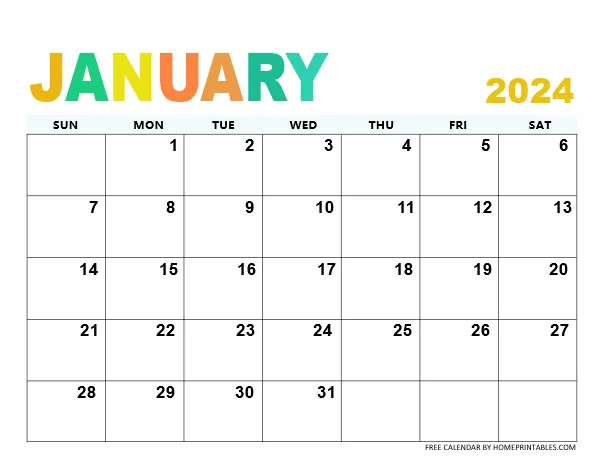 JANUARY 2024
SUN MON TUE WED THU FRI SAT
1 2 3 4 5 6
7 8 9 10 11 12 13
14 15 16 17 18 19 20
21 22 23 24 25 26 27
28 29 30 31
FREE CALENDAR BY HOMEPRINTABLES.COM